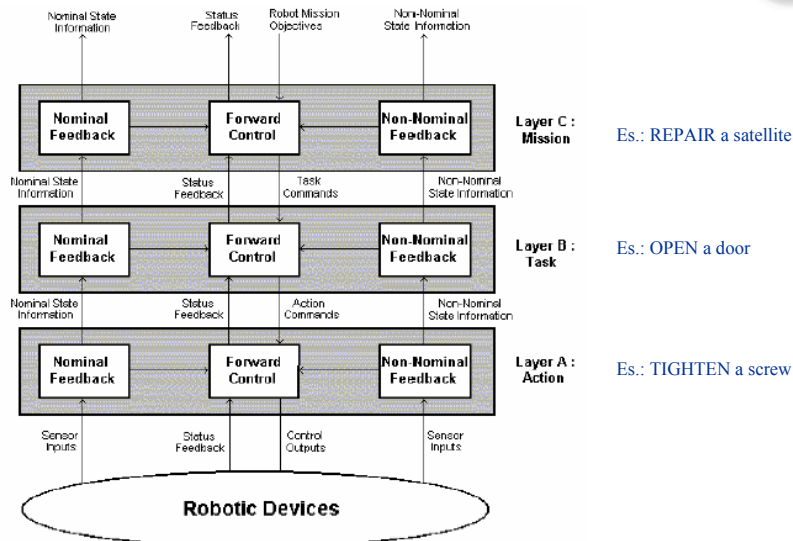 Nominal State
Information
Status
Feedback
Robot Mission
Objectives
Non-Nominal
State Information
Nominal
Feedback
Forward
Control
Non-Nominal
Feedback
Layer C :
Mission
Es.: REPAIR a satellite
Nominal State
Information
Status
Feedback
Task
Commands
Non-Nominal
State Information
Nominal
Feedback
Forward
Control
Non-Nominal
Feedback
Layer B :
Task
Es.: OPEN a door
Nominal State
Information
Status
Feedback
Action
Commands
Non-Nominal
State Information
Nominal
Feedback
Forward
Control
Non-Nominal
Feedback
Layer A :
Action
Es.: TIGHTEN a screw
Sensor
Inputs
Status
Feedback
Control
Outputs
Sensor
Inputs
Robotic Devices